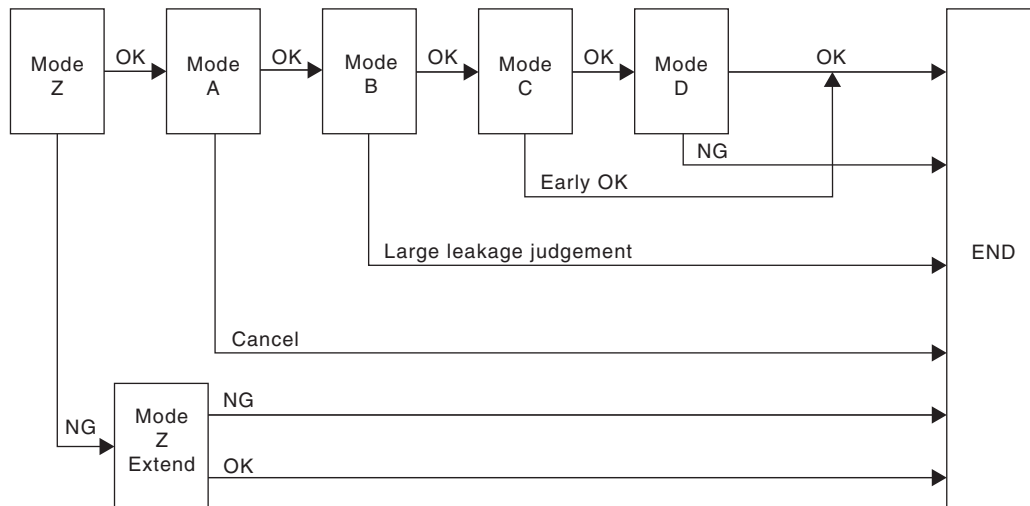 Mode
Z
OK
Mode
A
OK
Mode
B
OK
Mode
C
OK
Mode
D
OK
NG
Early OK
Large leakage judgement
END
Cancel
NG
Mode
Z
Extend
NG
OK